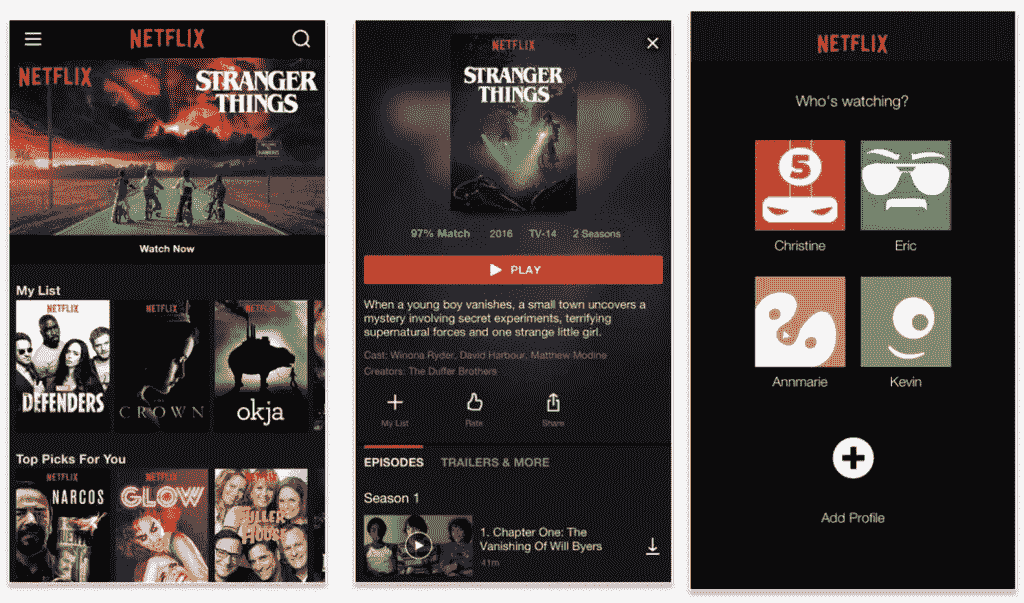 NETFLIX
NETFLIX
STRANGER
THINGS
Watch Now
My List
NETFLIX
MARVEL
DEFENDERS
NETFLIX
CROWN
NETFLIX
okja
Top Picks For You
NETFLIX
NARCOS
NETFLIX
GLOW
NETFLIX
FULLER
HOUSE
NETFLIX
STRANGER
THINGS
97% Match 2016 TV-14 2 Seasons
PLAY
When a young boy vanishes, a small town uncovers a
mystery involving secret experiments, terrifying
supernatural forces and one strange little girl.
Cast: Winona Ryder, David Harbour, Matthew Modine
Creators: The Duffer Brothers
My List Rate Share
EPISODES TRAILERS & MORE
Season 1
1. Chapter One: The
Vanishing Of Will Byers
41m
NETFLIX
Who's watching?
5
Christine Eric
Annmarie Kevin
Add Profile